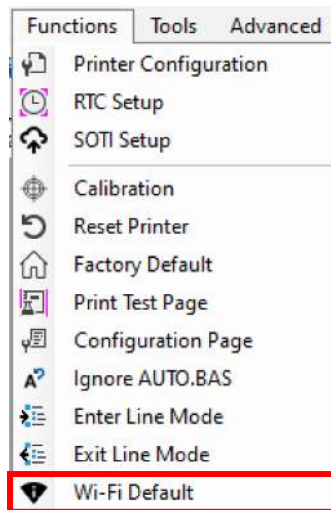 Functions Tools Advanced
Printer Configuration
RTC Setup
SOTI Setup
Calibration
Reset Printer
Factory Default
Print Test Page
Configuration Page
Ignore AUTO.BAS
Enter Line Mode
Exit Line Mode
Wi-Fi Default